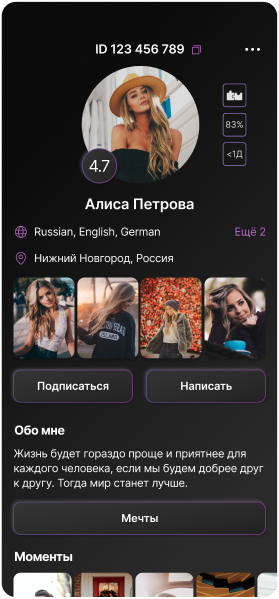 ID 123 456 789
83%
<1Д
4.7
Алиса Петрова
Russian, English, German
Ещё 2
Нижний Новгород, Россия
Подписаться
Написать
Обо мне
Жизнь будет гораздо проще и приятнее для
каждого человека, если мы будем добрее друг
к другу. Тогда мир станет лучше.
Мечты
Моменты